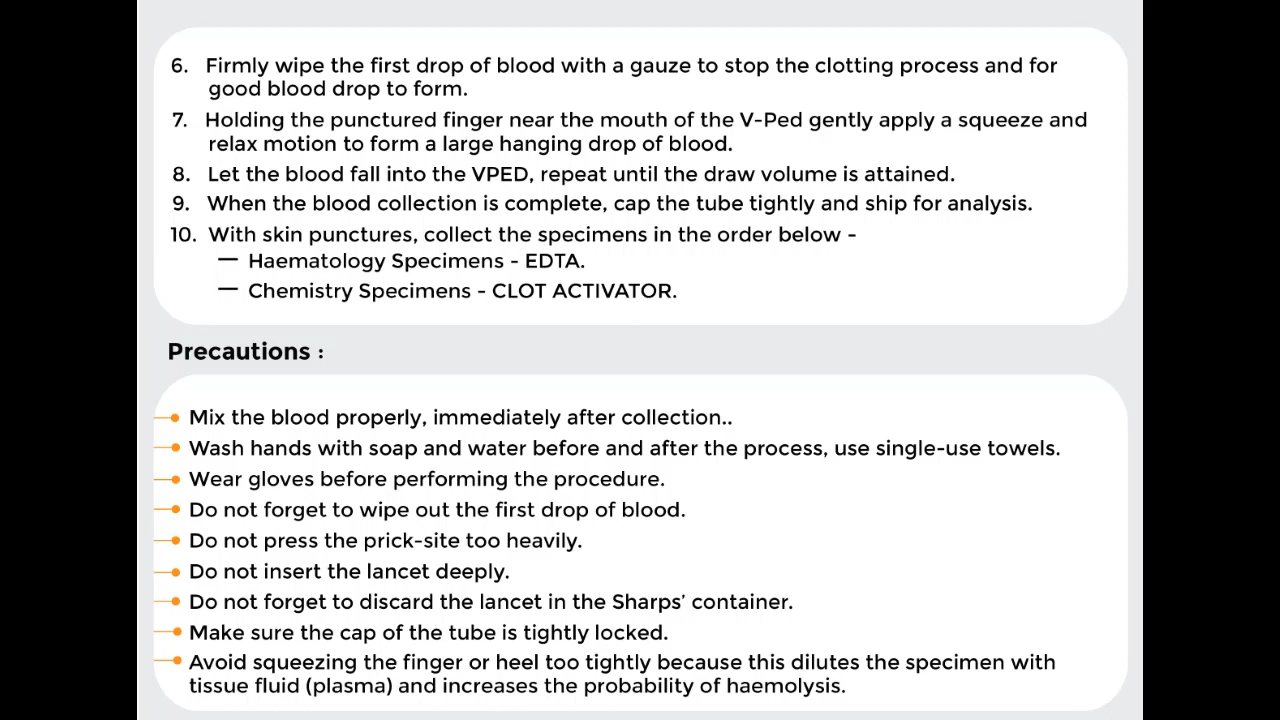 6. Firmly wipe the first drop of blood with a gauze to stop the clotting process and for
good blood drop to form.
7. Holding the punctured finger near the mouth of the V-Ped gently apply a squeeze and
relax motion to form a large hanging drop of blood.
8. Let the blood fall into the VPED, repeat until the draw volume is attained.
9. When the blood collection is complete, cap the tube tightly and ship for analysis.
10. With skin punctures, collect the specimens in the order below -
— Haematology Specimens - EDTA.
— Chemistry Specimens - CLOT ACTIVATOR.
Precautions :
Mix the blood properly, immediately after collection..
Wash hands with soap and water before and after the process, use single-use towels.
Wear gloves before performing the procedure.
Do not forget to wipe out the first drop of blood.
Do not press the prick-site too heavily.
Do not insert the lancet deeply.
Do not forget to discard the lancet in the Sharps' container.
Make sure the cap of the tube is tightly locked.
Avoid squeezing the finger or heel too tightly because this dilutes the specimen with
tissue fluid (plasma) and increases the probability of haemolysis.